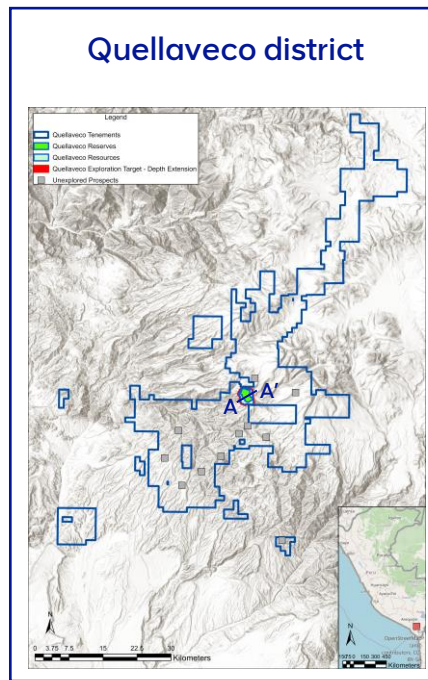 Quellaveco district
Legend
Quellaveco Tenements
Quellaveco Reserves
Quellaveco Resources
Quellaveco Exploration Target - Depth Extension
Unexplored Prospects
A A'
N
0 3.75 7.5 15 22.5 30
Kilometers
Peru
N
Kilometers